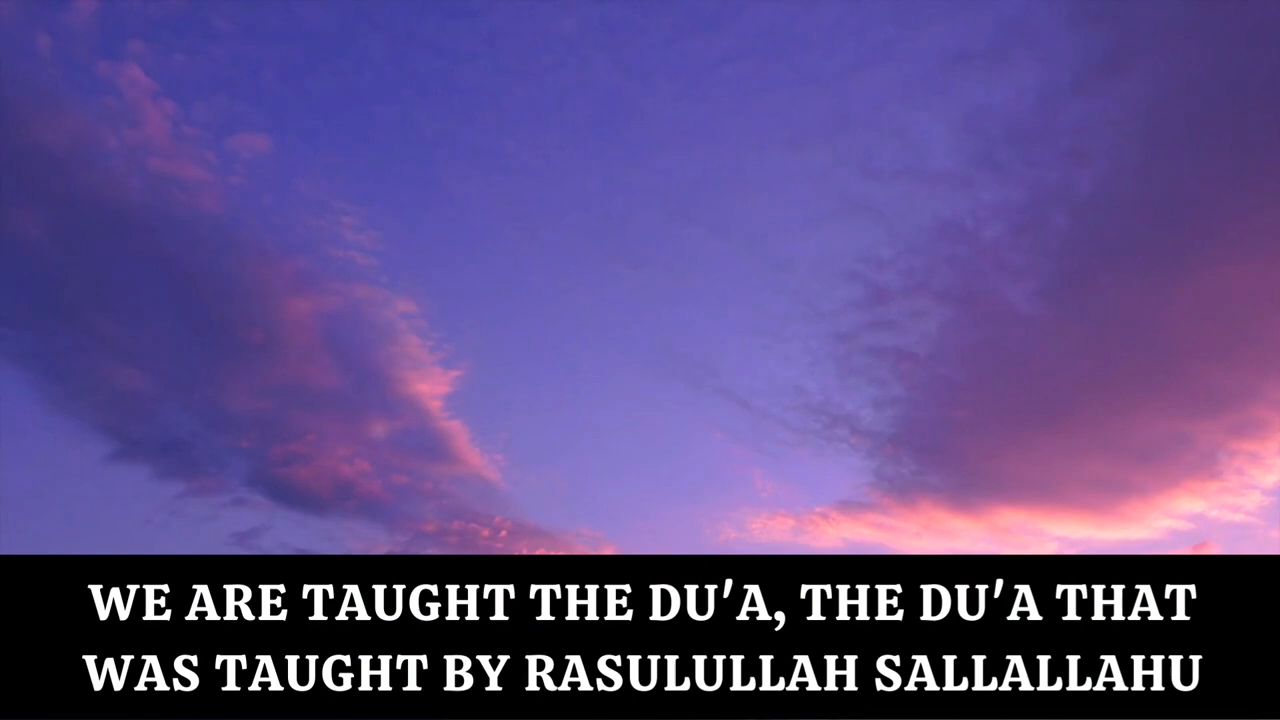 WE ARE TAUGHT THE DU'A, THE DU'A THAT
WAS TAUGHT BY RASULULLAH SALLALLAHU